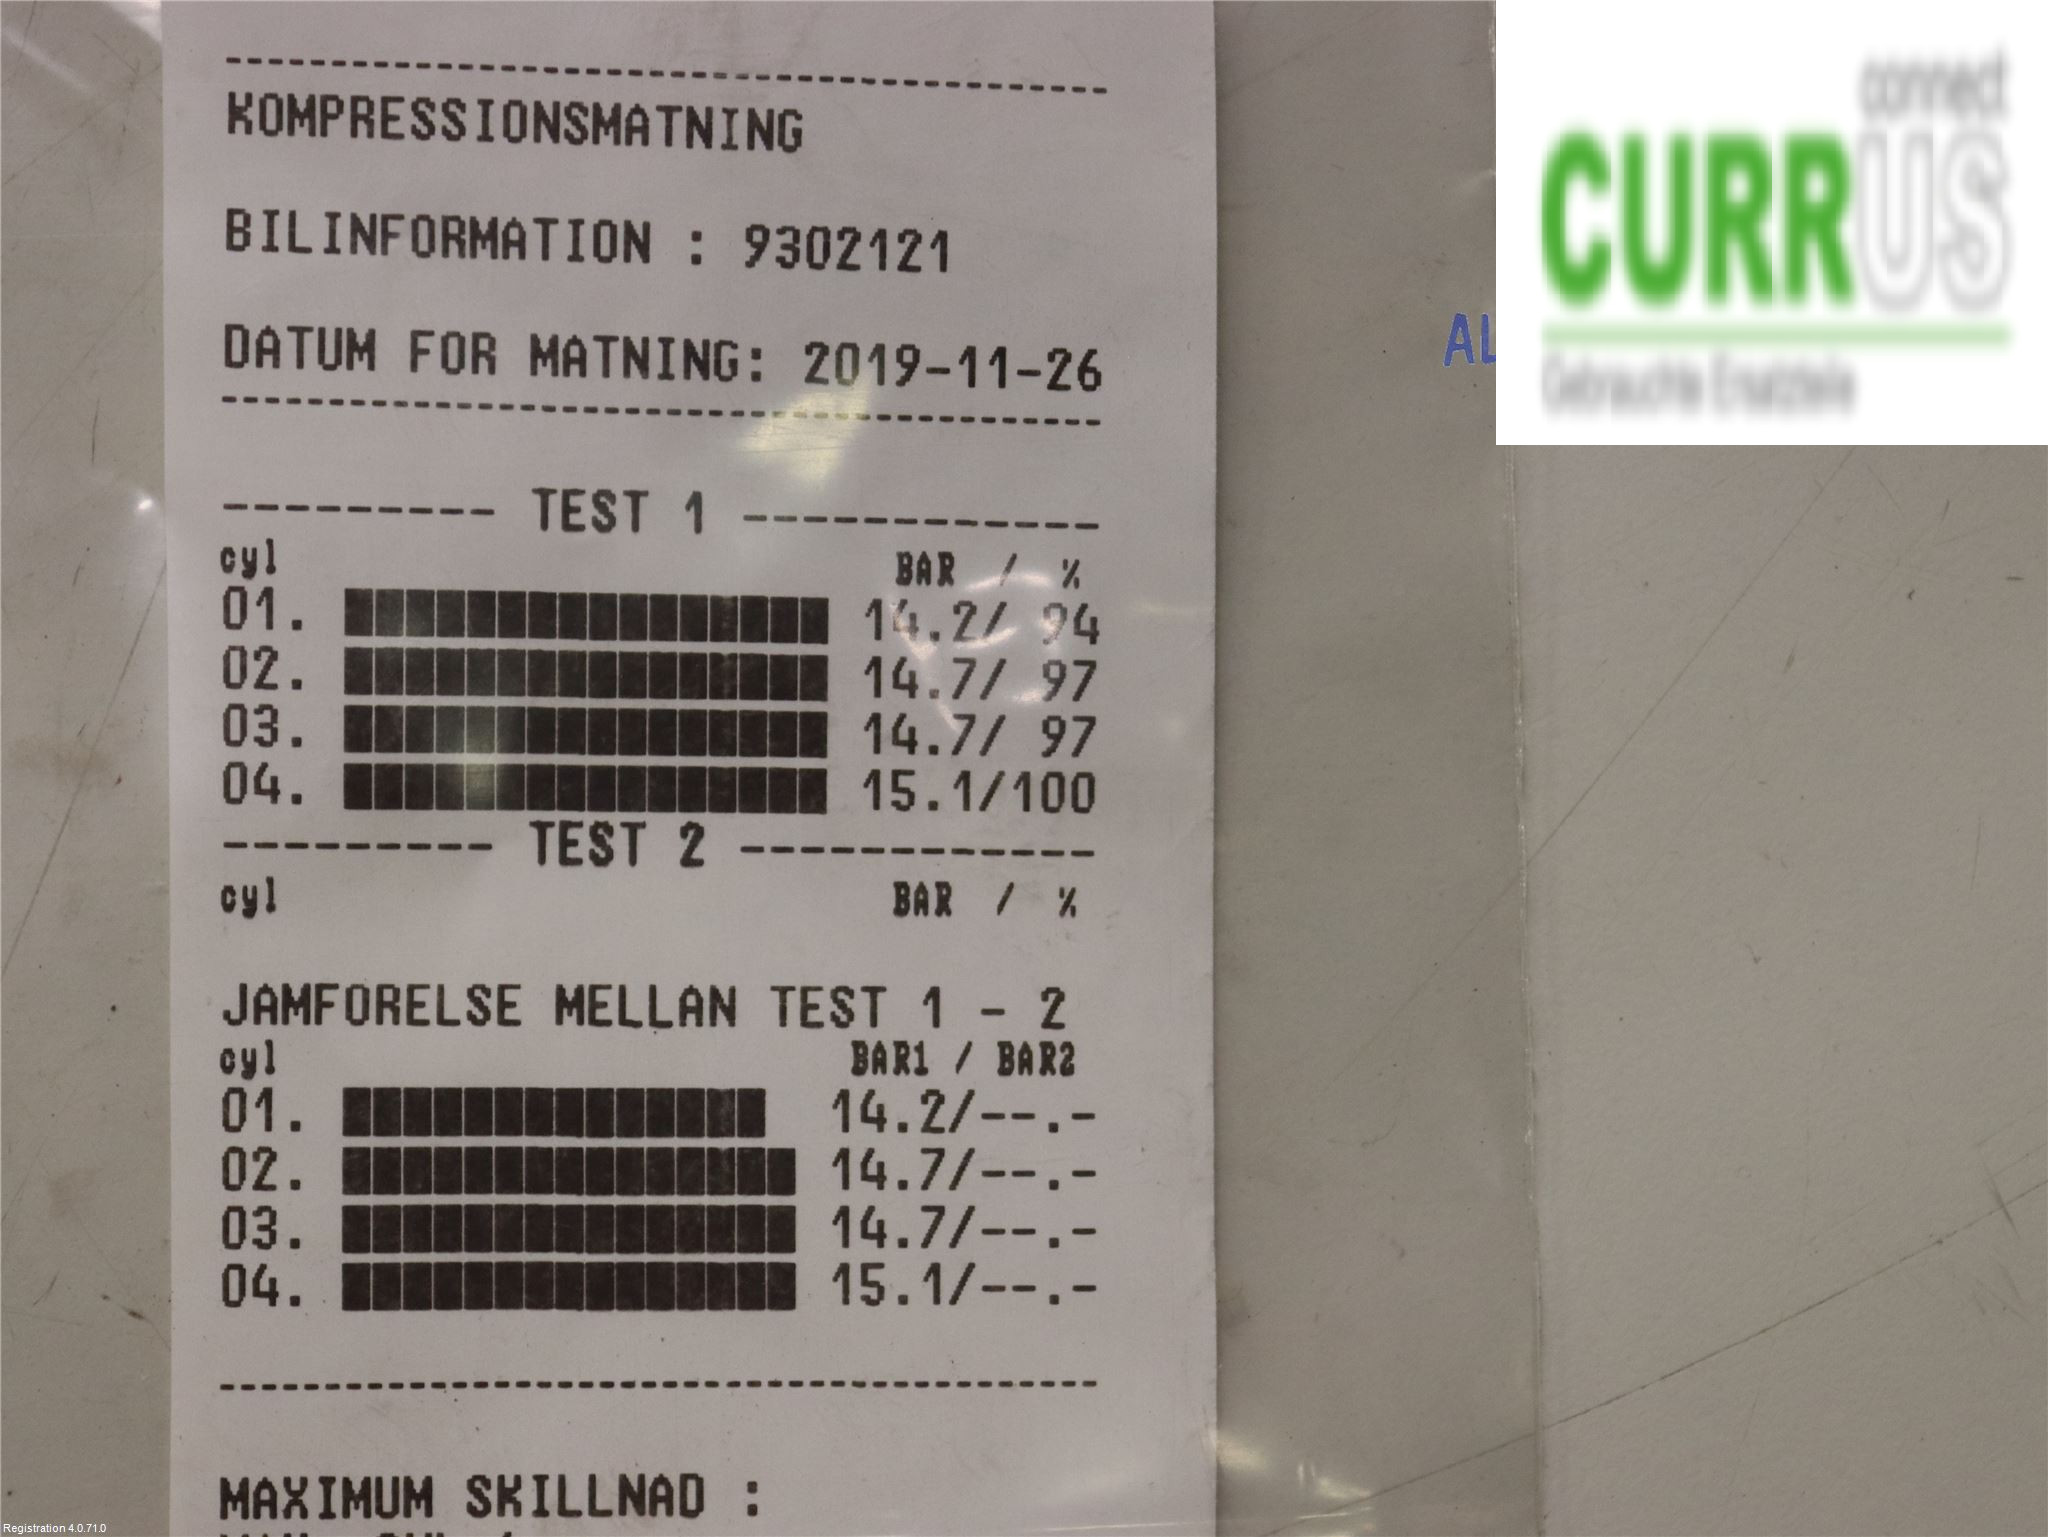 KOMPRESSIONSMATNING
BILINFORMATION : 9302121
DATUM FOR MATNING: 2019-11-26
--------- TEST 1 ------------
cyl BAR / %
01. 14.2/ 94
02. 14.7/ 97
03. 14.7/ 97
04. 15.1/100
--------- TEST 2 ------------
cyl BAR / %
JAMFORELSE MELLAN TEST 1 - 2
cyl BAR1 / BAR2
01. 14.2/--.-
02. 14.7/--.-
03. 14.7/--.-
04. 15.1/--.-
MAXIMUM SKILLNAD :
connect
CURRUS
Gebrauchte Ersatzteile
AL
Registration 4.0.71.0